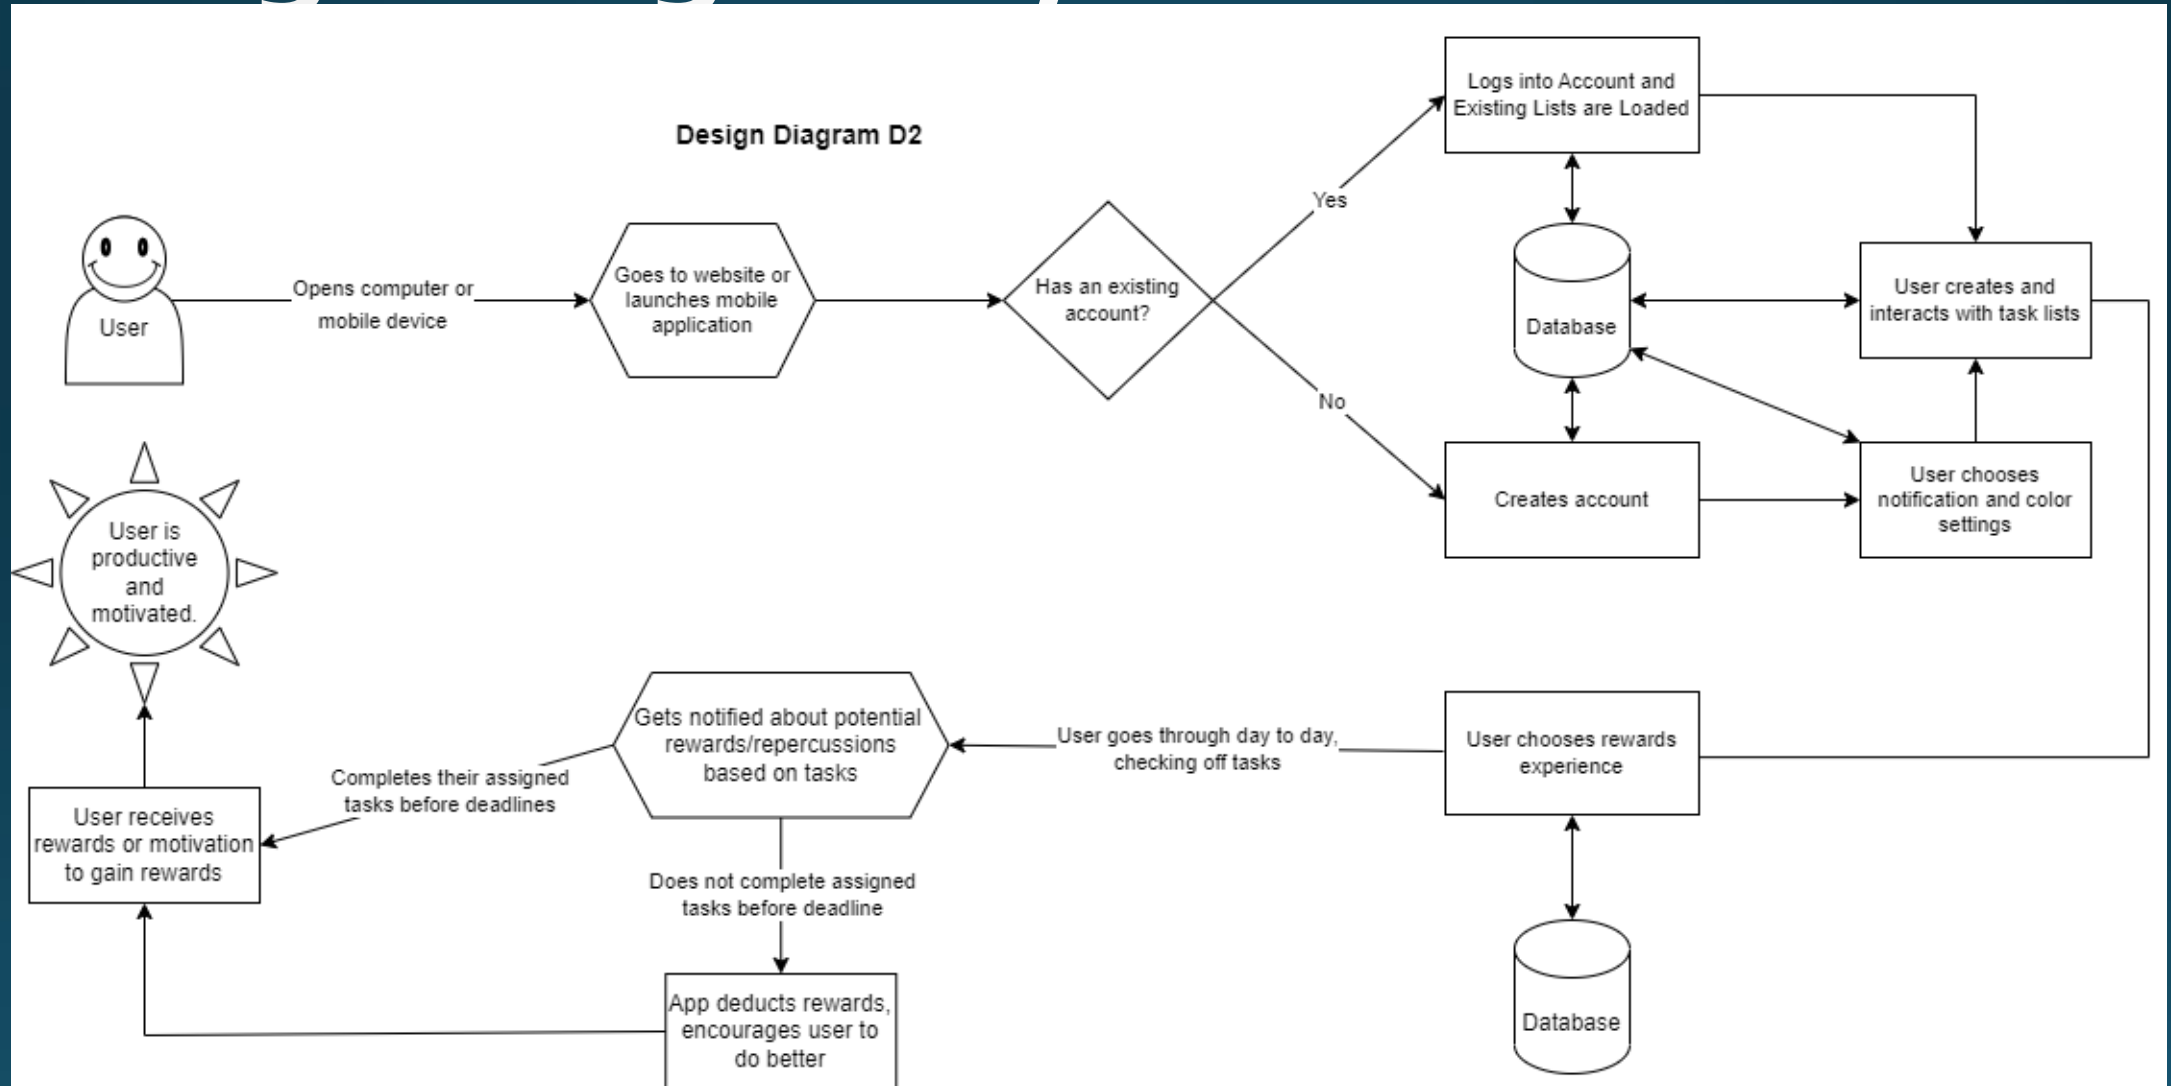 Design Diagram D2
User
Opens computer or
mobile device
Goes to website or
launches mobile
application
Has an existing
account?
Yes
No
Logs into Account and
Existing Lists are Loaded
Database
User creates and
interacts with task lists
Creates account
User chooses
notification and color
settings
User chooses rewards
experience
Database
User goes through day to day,
checking off tasks
Gets notified about potential
rewards/repercussions
based on tasks
Completes their assigned
tasks before deadlines
Does not complete assigned
tasks before deadline
App deducts rewards,
encourages user to
do better
User receives
rewards or motivation
to gain rewards
User is
productive
and
motivated.